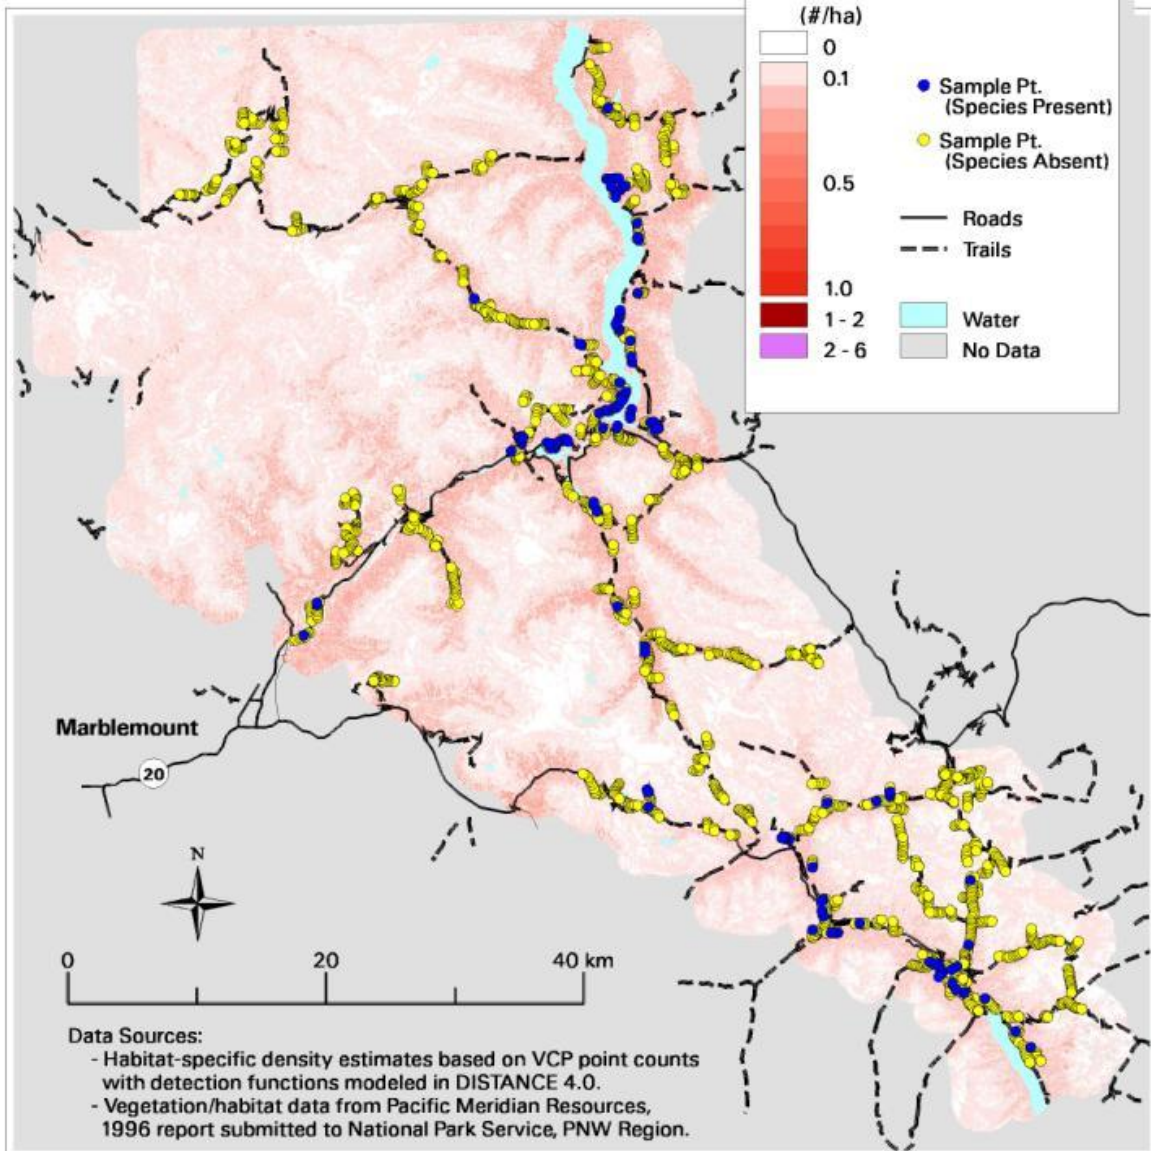 (#/ha)
0
0.1
0.5
1.0
1 - 2
2 - 6
Sample Pt.
(Species Present)
Sample Pt.
(Species Absent)
Roads
Trails
Water
No Data
Marblemount
20
N
0 20 40 km
Data Sources:
- Habitat-specific density estimates based on VCP point counts
with detection functions modeled in DISTANCE 4.0.
- Vegetation/habitat data from Pacific Meridian Resources,
1996 report submitted to National Park Service, PNW Region.